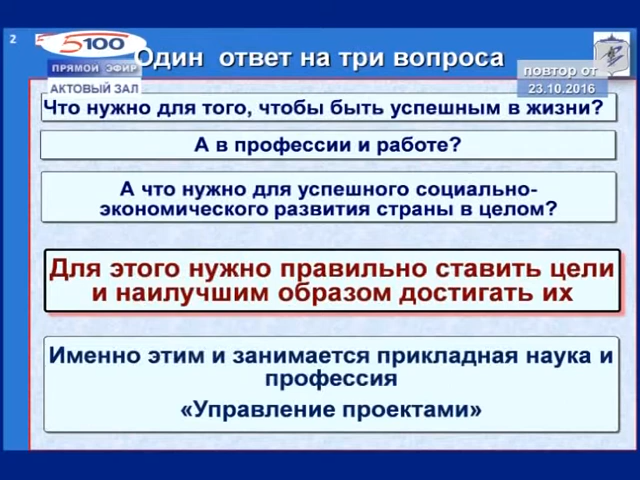 2
5100
Один ответ на три вопроса
ПРЯМОЙ ЭФИР
АКТОВЫЙ ЗАЛ
повтор от
23.10.2016
Что нужно для того, чтобы быть успешным в жизни?
А в профессии и работе?
А что нужно для успешного социально-
экономического развития страны в целом?
Для этого нужно правильно ставить цели
и наилучшим образом достигать их
Именно этим и занимается прикладная наука и
профессия
«Управление проектами»